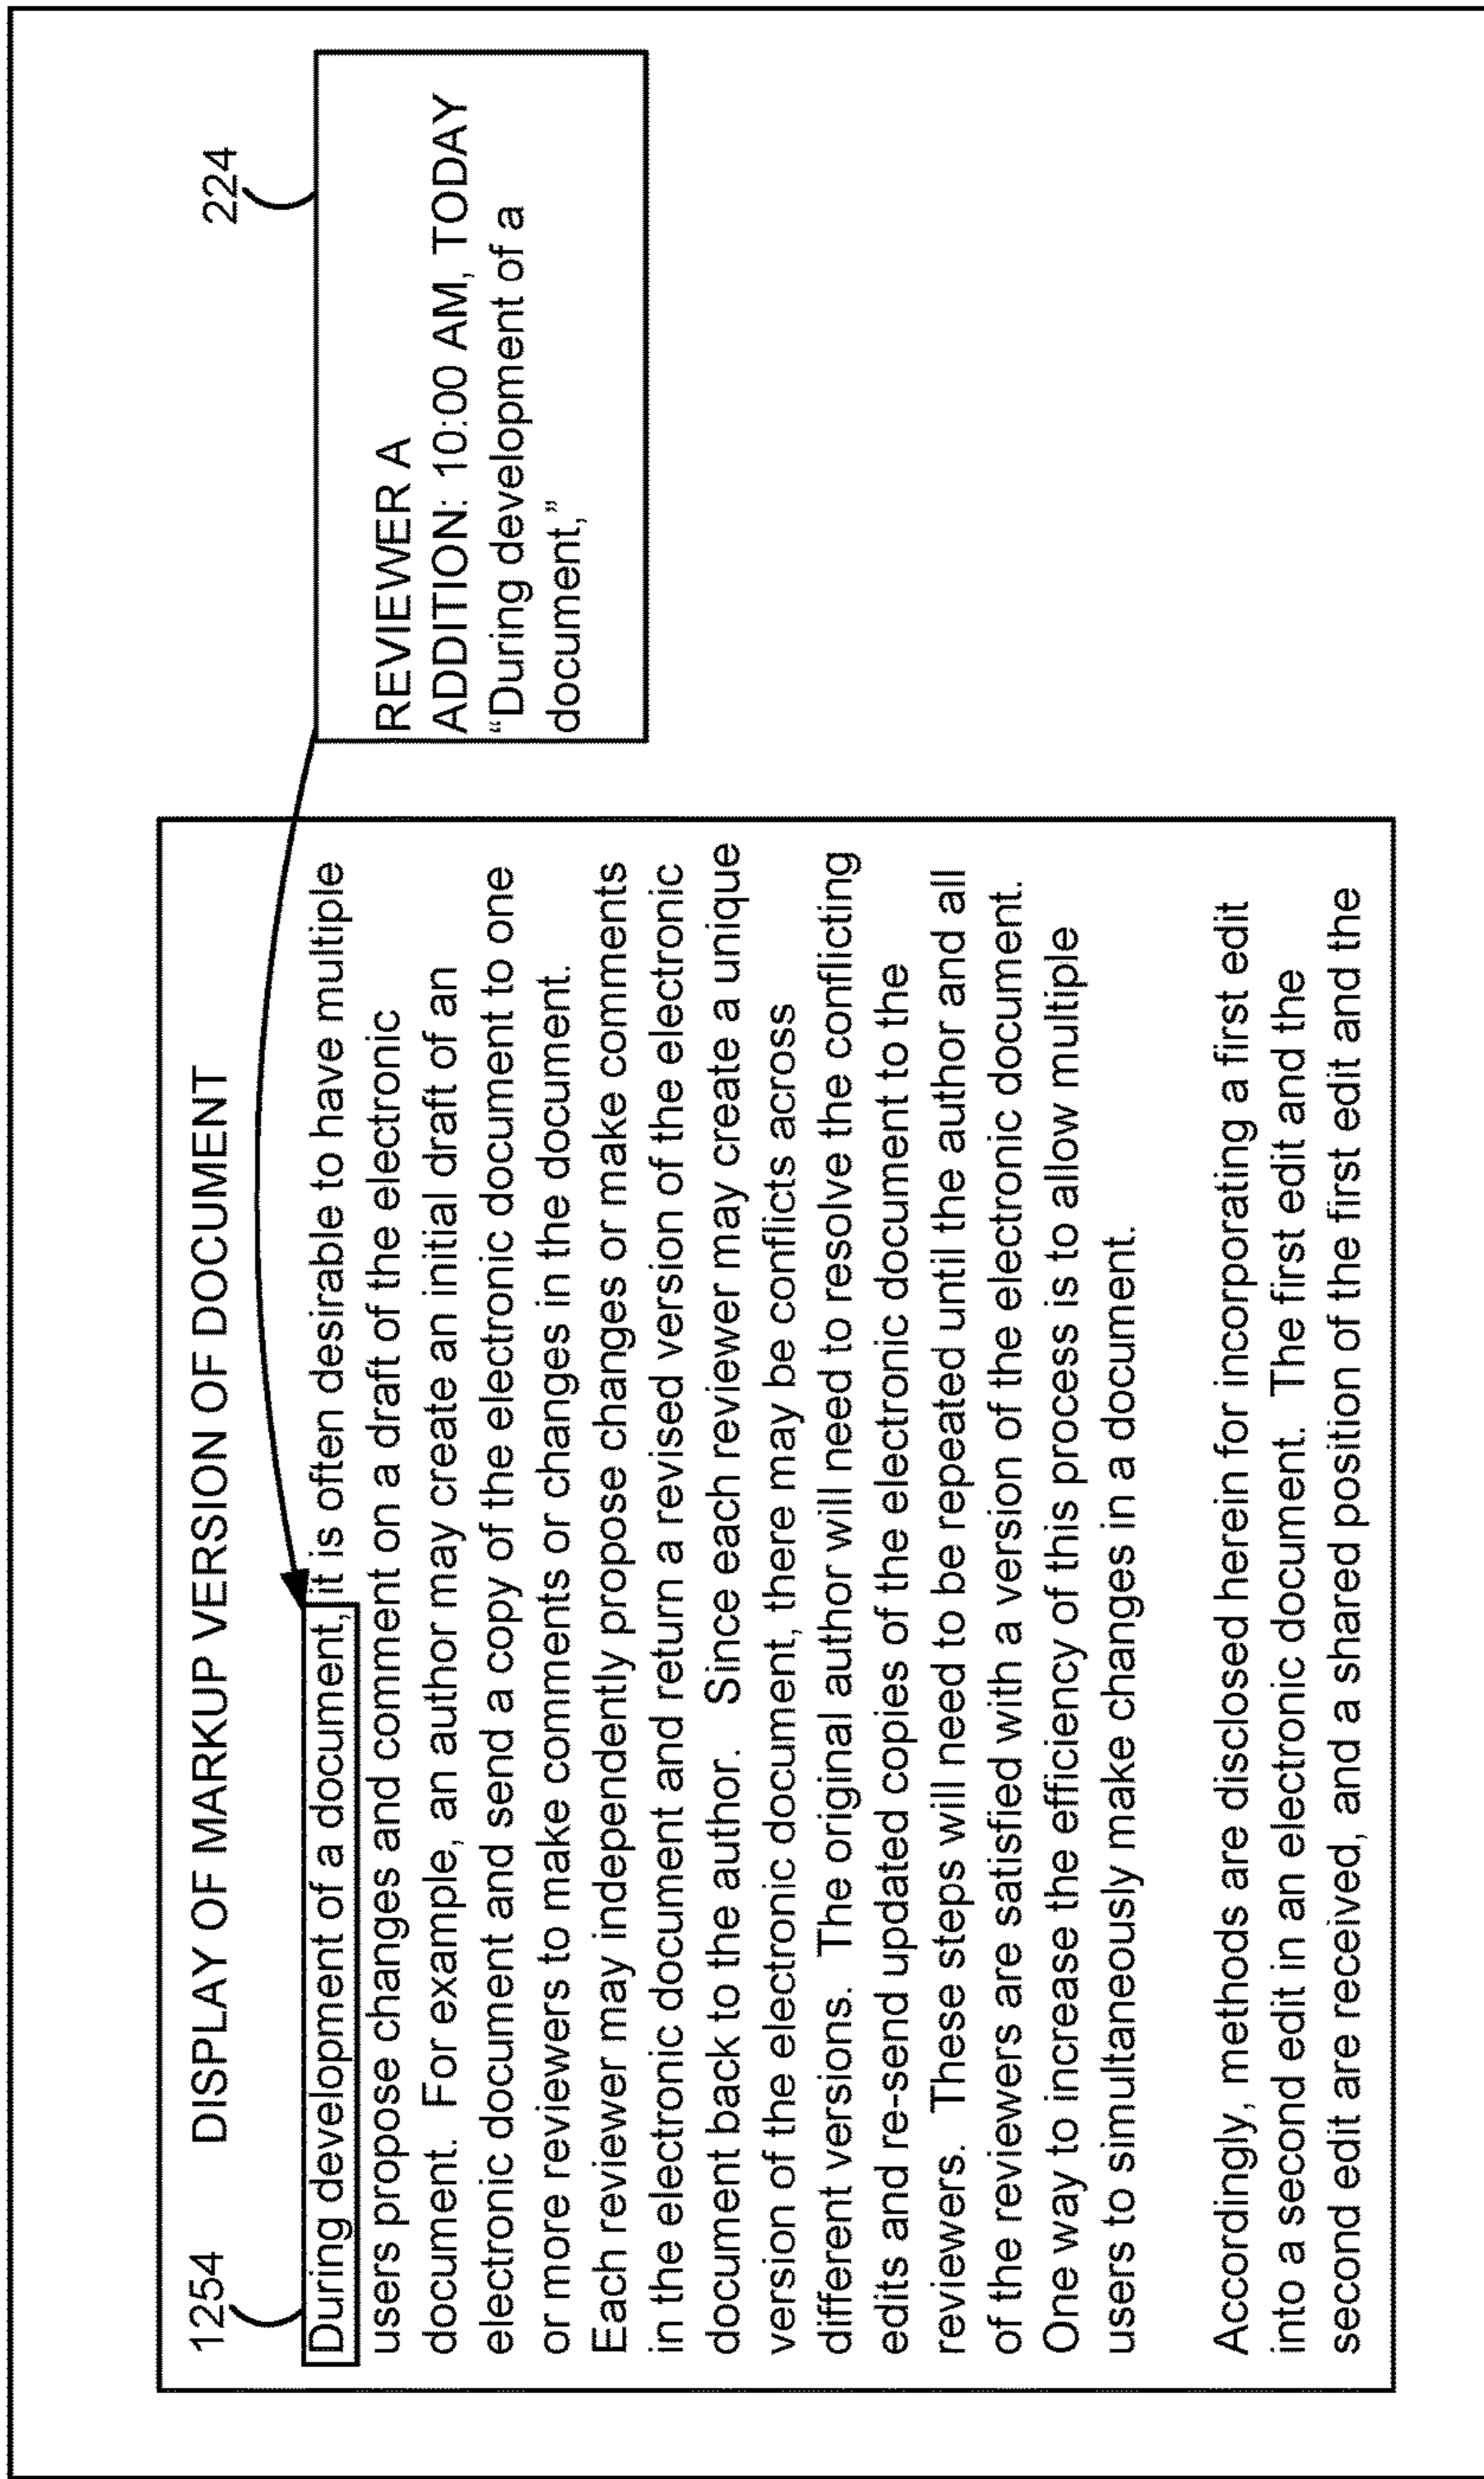 1254
DISPLAY OF MARKUP VERSION OF DOCUMENT
During development of a document, it is often desirable to have multiple
users propose changes and comment on a draft of the electronic
document.  For example, an author may create an initial draft of an
electronic document and send a copy of the electronic document to one
or more reviewers to make comments or changes in the document.
Each reviewer may independently propose changes or make comments
in the electronic document and return a revised version of the electronic
document back to the author.  Since each reviewer may create a unique
version of the electronic document, there may be conflicts across
different versions.  The original author will need to resolve the conflicting
edits and re-send updated copies of the electronic document to the
reviewers.  These steps will need to be repeated until the author and all
of the reviewers are satisfied with a version of the electronic document.
One way to increase the efficiency of this process is to allow multiple
users to simultaneously make changes in a document.
Accordingly, methods are disclosed herein for incorporating a first edit
into a second edit in an electronic document.  The first edit and the
second edit are received, and a shared position of the first edit and the
224
REVIEWER A
ADDITION: 10:00 AM, TODAY
“During development of a
document,”